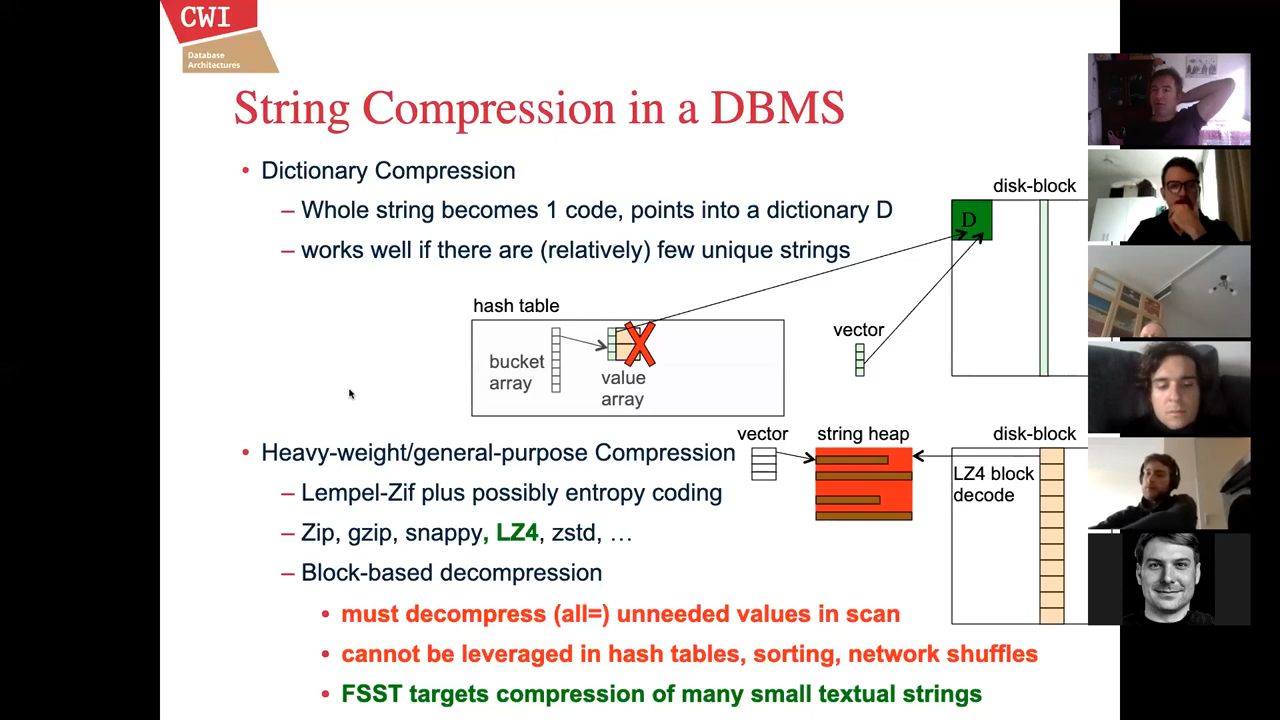 CWI
Database
Architectures
String Compression in a DBMS
• Dictionary Compression
– Whole string becomes 1 code, points into a dictionary D
– works well if there are (relatively) few unique strings
disk-block
D
hash table
bucket
array
value
array
vector
• Heavy-weight/general-purpose Compression
– Lempel-Zif plus possibly entropy coding
– Zip, gzip, snappy, LZ4, zstd, …
– Block-based decompression
• must decompress (all=) unneeded values in scan
• cannot be leveraged in hash tables, sorting, network shuffles
• FSST targets compression of many small textual strings
vector
string heap
disk-block
LZ4 block
decode